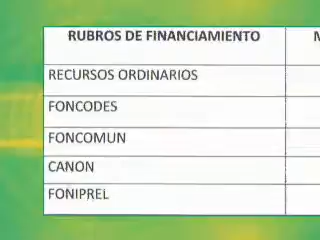 RUBROS DE FINANCIAMIENTO
RECURSOS ORDINARIOS
FONCODES
FONCOMUN
CANON
FONIPREL